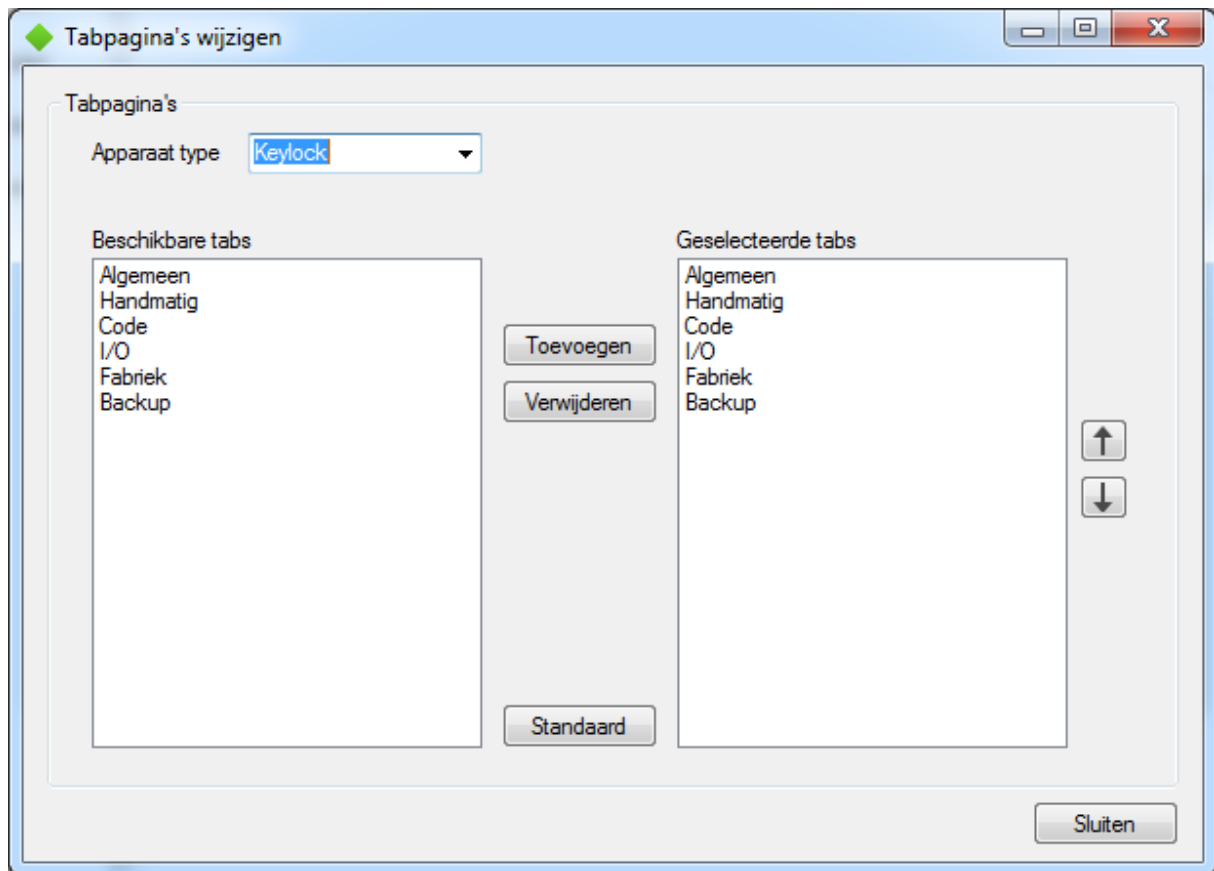 Tabpagina's wijzigen
Tabpagina's
Apparaat type Keylock
Beschikbare tabs
Algemeen
Handmatig
Code
I/O
Fabriek
Backup
Toevoegen
Verwijderen
Standaard
Geselecteerde tabs
Algemeen
Handmatig
Code
I/O
Fabriek
Backup
Sluiten